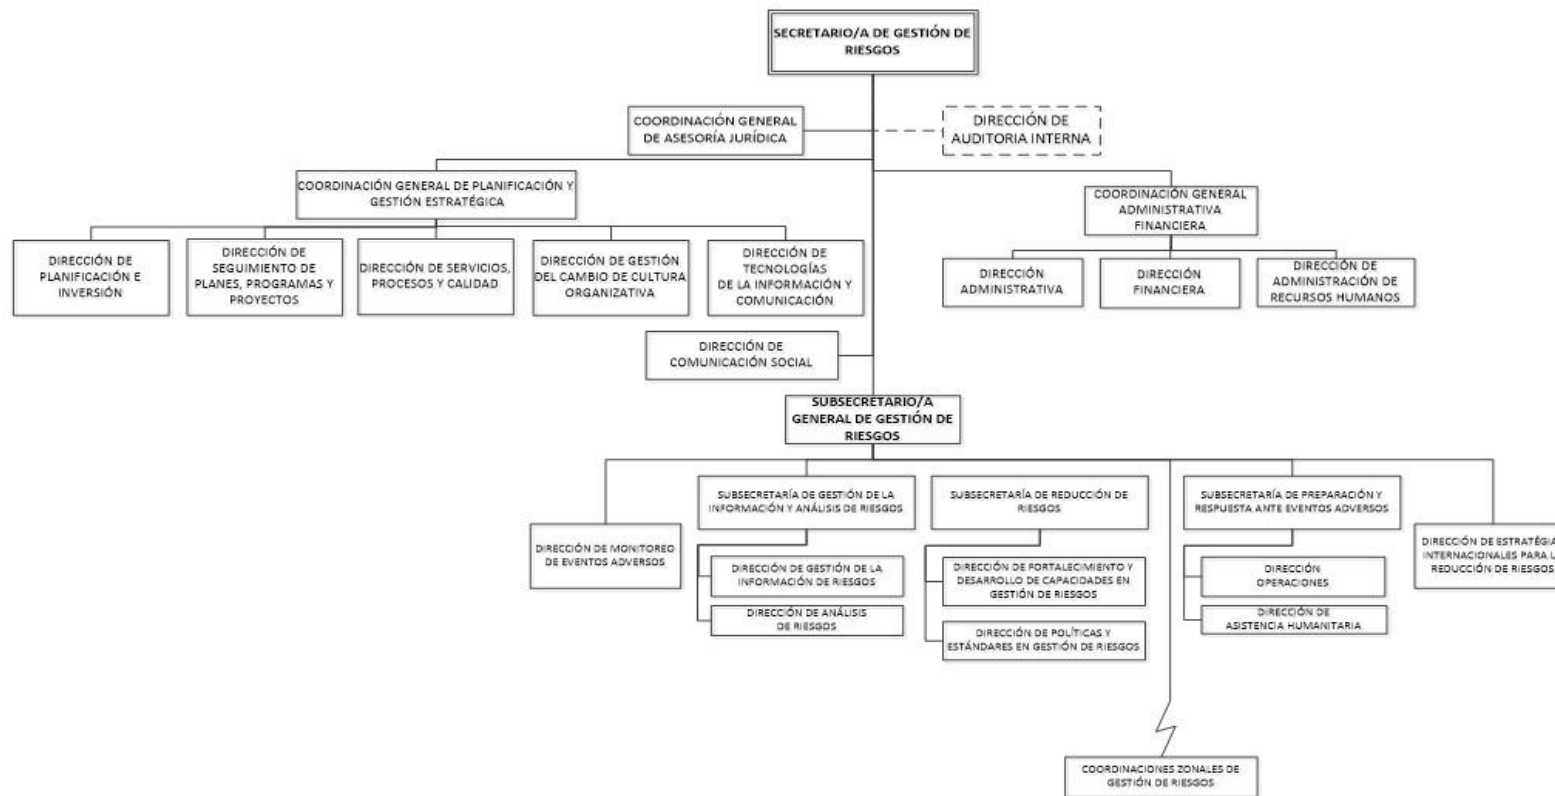 SECRETARIO/A DE GESTIÓN DE
RIESGOS
COORDINACIÓN GENERAL
DE ASESORÍA JURÍDICA
DIRECCIÓN DE
AUDITORIA INTERNA
COORDINACIÓN GENERAL DE PLANIFICACIÓN Y
GESTIÓN ESTRATÉGICA
COORDINACIÓN GENERAL
ADMINISTRATIVA
FINANCIERA
DIRECCIÓN DE
PLANIFICACIÓN E
INVERSIÓN
DIRECCIÓN DE
SEGUIMIENTO DE
PLANES, PROGRAMAS Y
PROYECTOS
DIRECCIÓN DE SERVICIOS,
PROCESOS Y CALIDAD
DIRECCIÓN DE GESTIÓN
DEL CAMBIO DE CULTURA
ORGANIZATIVA
DIRECCIÓN DE
TECNOLOGÍAS
DE LA INFORMACIÓN Y
COMUNICACIÓN
DIRECCIÓN
ADMINISTRATIVA
DIRECCIÓN
FINANCIERA
DIRECCIÓN DE
ADMINISTRACIÓN DE
RECURSOS HUMANOS
DIRECCIÓN DE
COMUNICACIÓN SOCIAL
SUBSECRETARIO/A
GENERAL DE GESTIÓN DE
RIESGOS
DIRECCIÓN DE MONITOREO
DE EVENTOS ADVERSOS
SUBSECRETARÍA DE GESTIÓN DE LA
INFORMACIÓN Y ANÁLISIS DE RIESGOS
DIRECCIÓN DE GESTIÓN DE LA
INFORMACIÓN DE RIESGOS
DIRECCIÓN DE ANÁLISIS
DE RIESGOS
SUBSECRETARÍA DE REDUCCIÓN DE
RIESGOS
DIRECCIÓN DE FORTALECIMIENTO Y
DESARROLLO DE CAPACIDADES EN
GESTIÓN DE RIESGOS
DIRECCIÓN DE POLÍTICAS Y
ESTÁNDARES EN GESTIÓN DE RIESGOS
SUBSECRETARÍA DE PREPARACIÓN Y
RESPUESTA ANTE EVENTOS ADVERSOS
DIRECCIÓN
OPERACIONES
DIRECCIÓN DE
ASISTENCIA HUMANITARIA
DIRECCIÓN DE ESTRATÉGIA
INTERNACIONALES PARA L
REDUCCIÓN DE RIESGOS
COORDINACIONES ZONALES DE
GESTIÓN DE RIESGOS